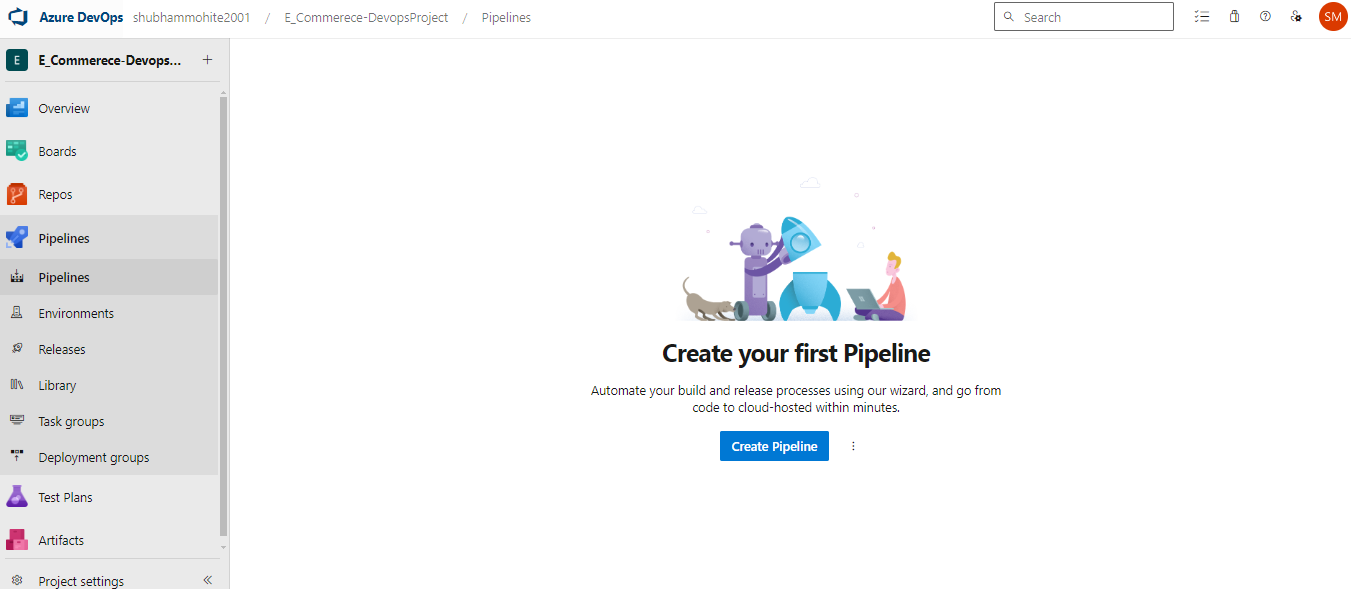 Azure DevOps shubhammohite2001 / E_Commerece-DevopsProject / Pipelines
Search
SM
E E_Commerece-Devops... +
Overview
Boards
Repos
Pipelines
Pipelines
Environments
Releases
Library
Task groups
Deployment groups
Test Plans
Artifacts
Project settings
Create your first Pipeline
Automate your build and release processes using our wizard, and go from
code to cloud-hosted within minutes.
Create Pipeline